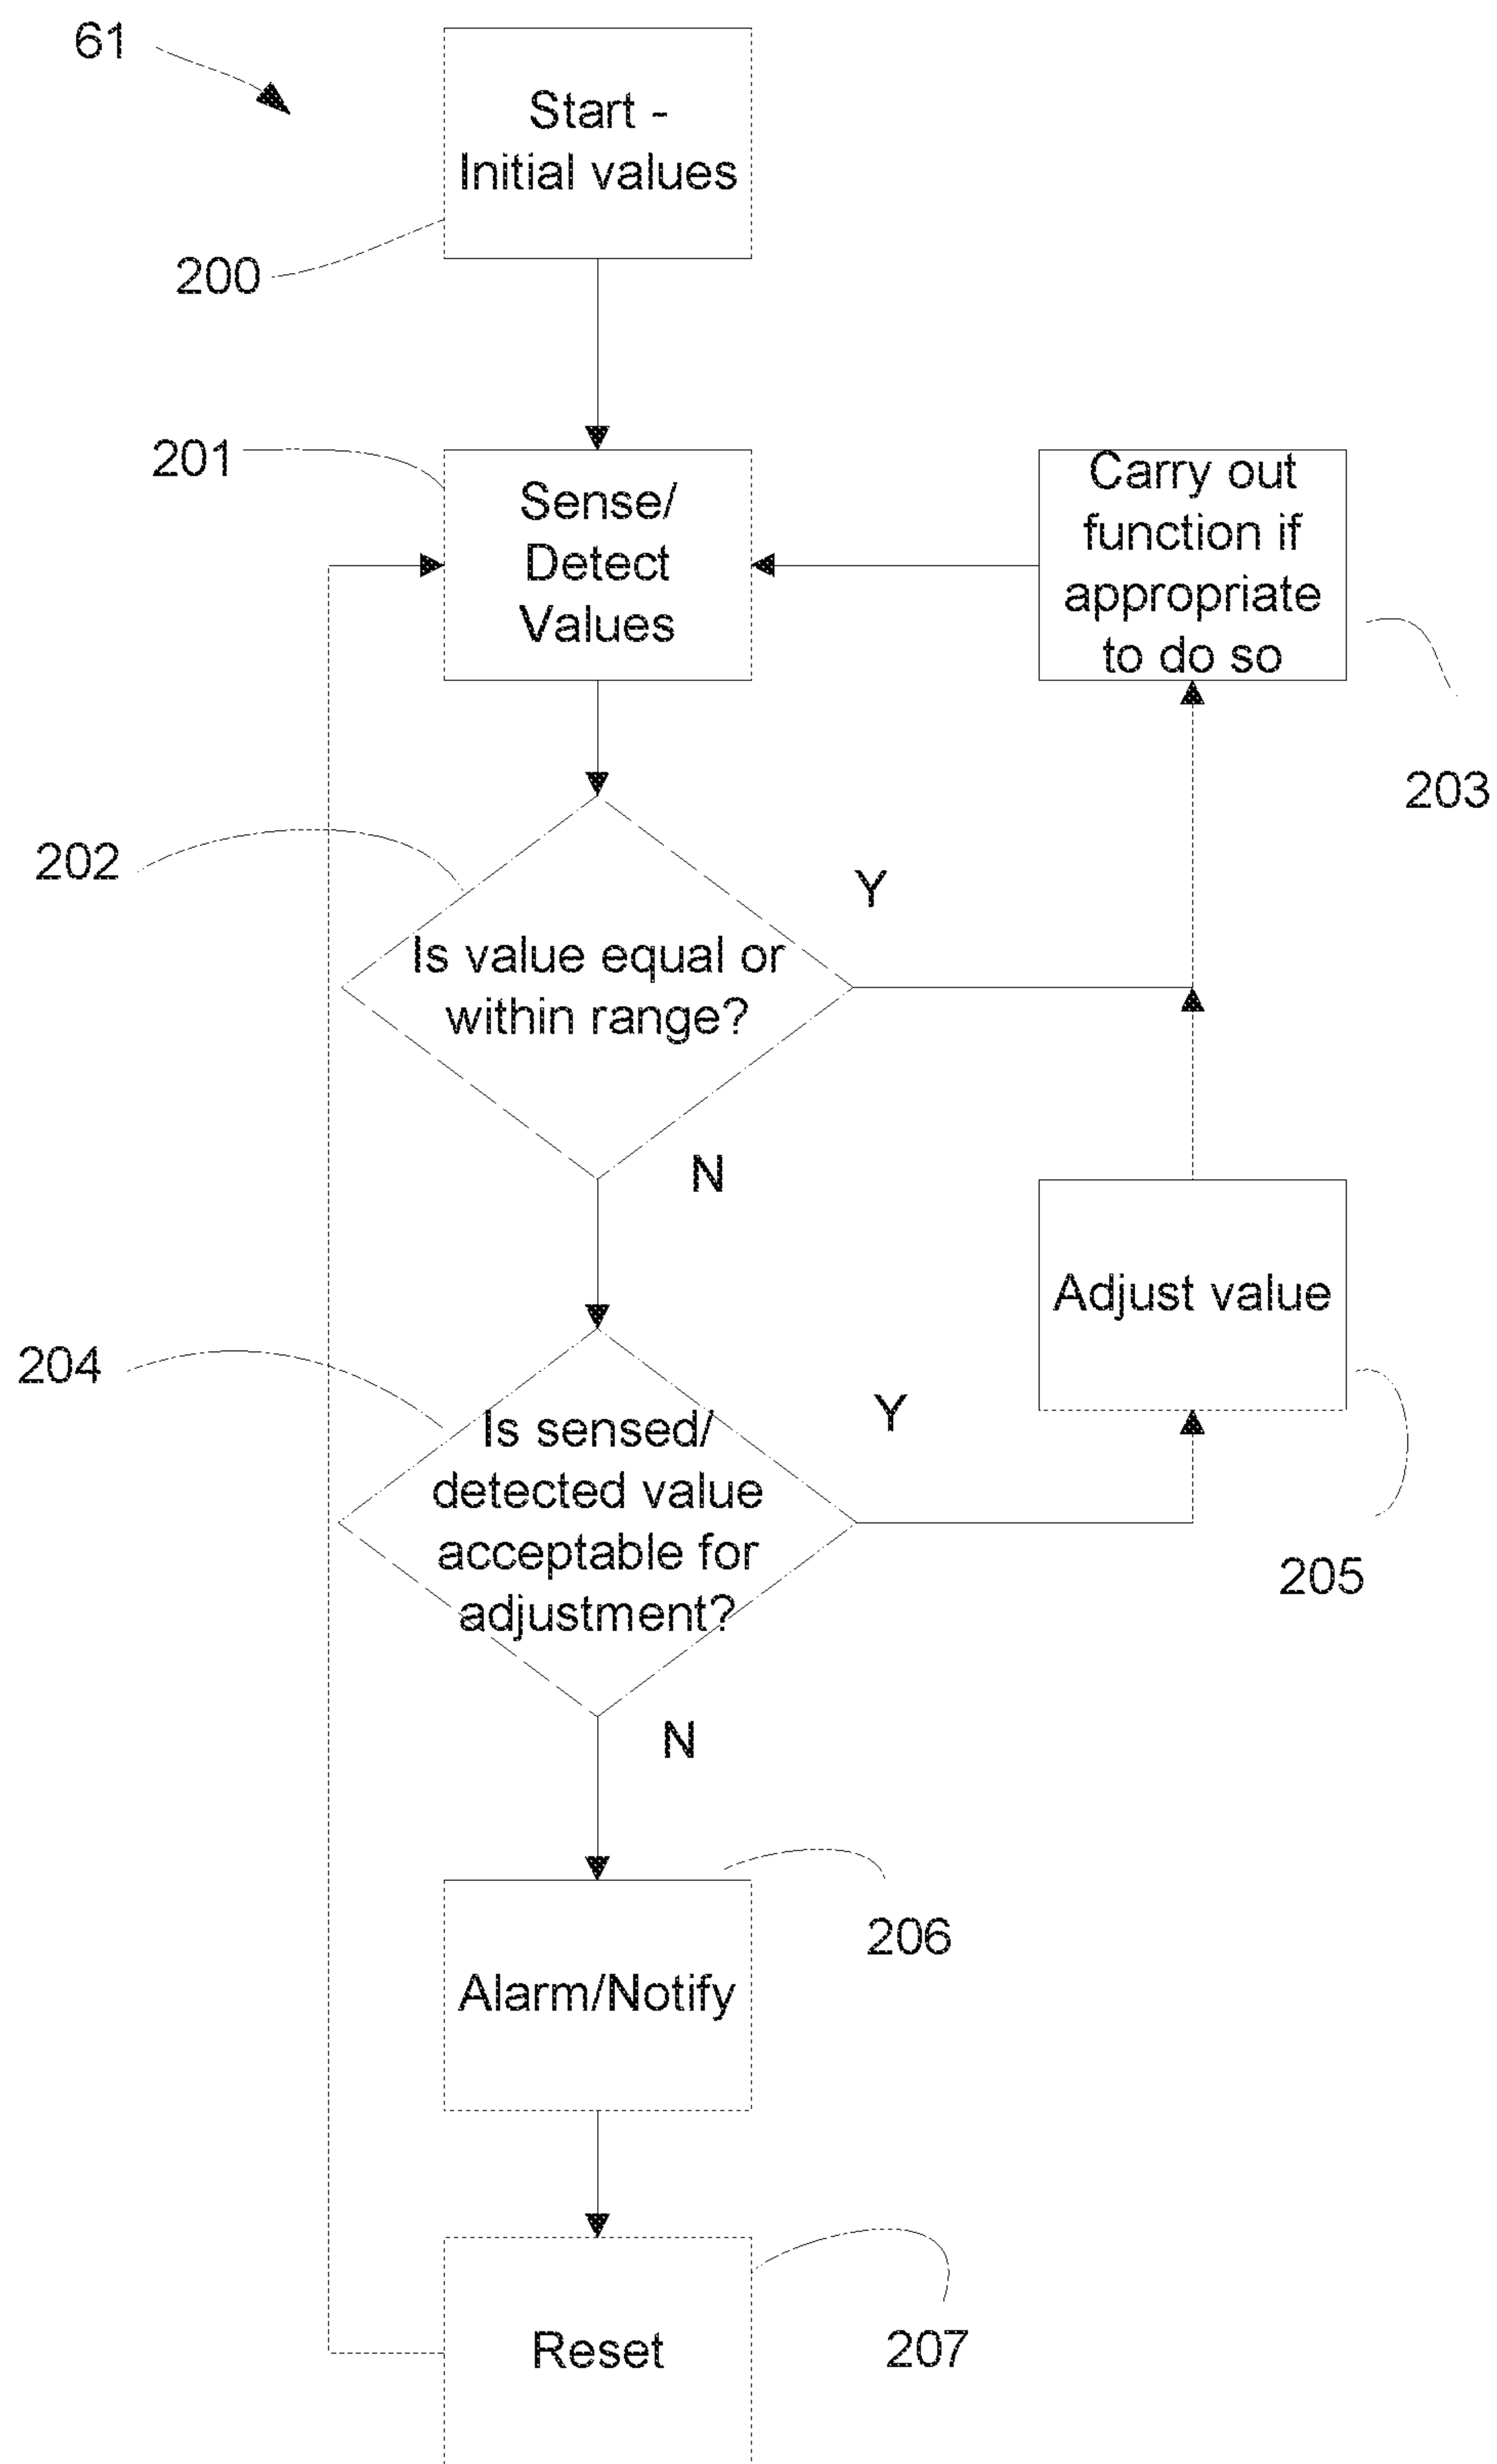 61
Start -
Initial values
200
201
Sense/
Detect
Values
Carry out
function if
appropriate
to do so
203
202
Y
Is value equal or
within range?
N
Adjust value
204
Y
Is sensed/
detected value
acceptable for
adjustment?
205
N
206
Alarm/Notify
Reset
207